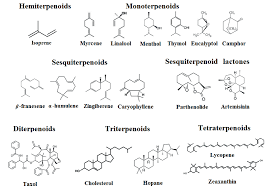 Hemiterpenoids Monoterpenoids
Isoprene Myrcene Linalool Menthol Thymol Eucalyptol Camphor
Sesquiterpenoids Sesquiterpenoid lactones
β-franesene α-humulene Zingiberene Caryophyllene Parthenolide Artemisinin
Diterpenoids Triterpenoids Tetraterpenoids
Lycopene
Taxol Cholesterol Hopane Zeaxanthin